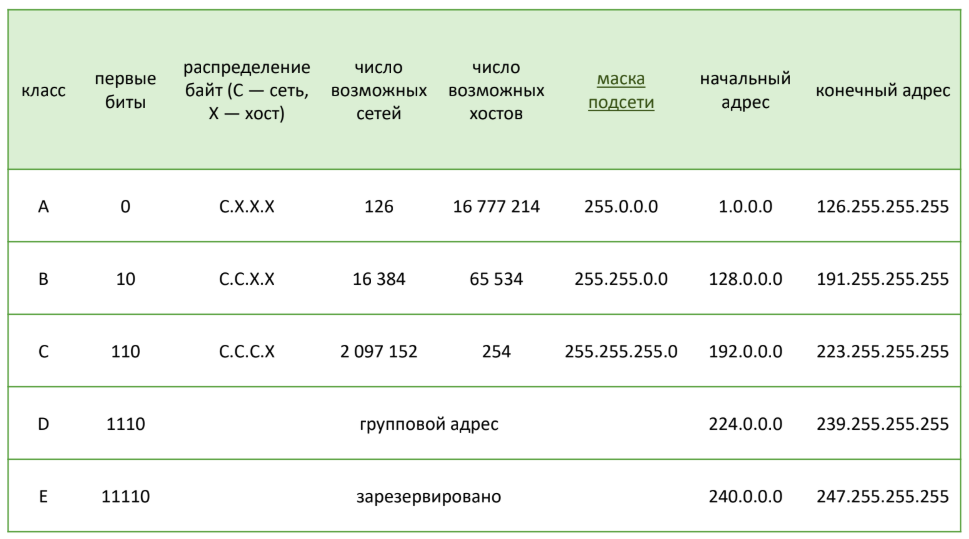 класс первые биты распределение байт (С — сеть, Х — хост) число возможных сетей число возможных хостов маска подсети начальный адрес конечный адрес
A 0 С.Х.Х.Х 126 16 777 214 255.0.0.0 1.0.0.0 126.255.255.255
B 10 С.С.Х.Х 16 384 65 534 255.255.0.0 128.0.0.0 191.255.255.255
C 110 С.С.С.Х 2 097 152 254 255.255.255.0 192.0.0.0 223.255.255.255
D 1110 групповой адрес 224.0.0.0 239.255.255.255
E 11110 зарезервировано 240.0.0.0 247.255.255.255